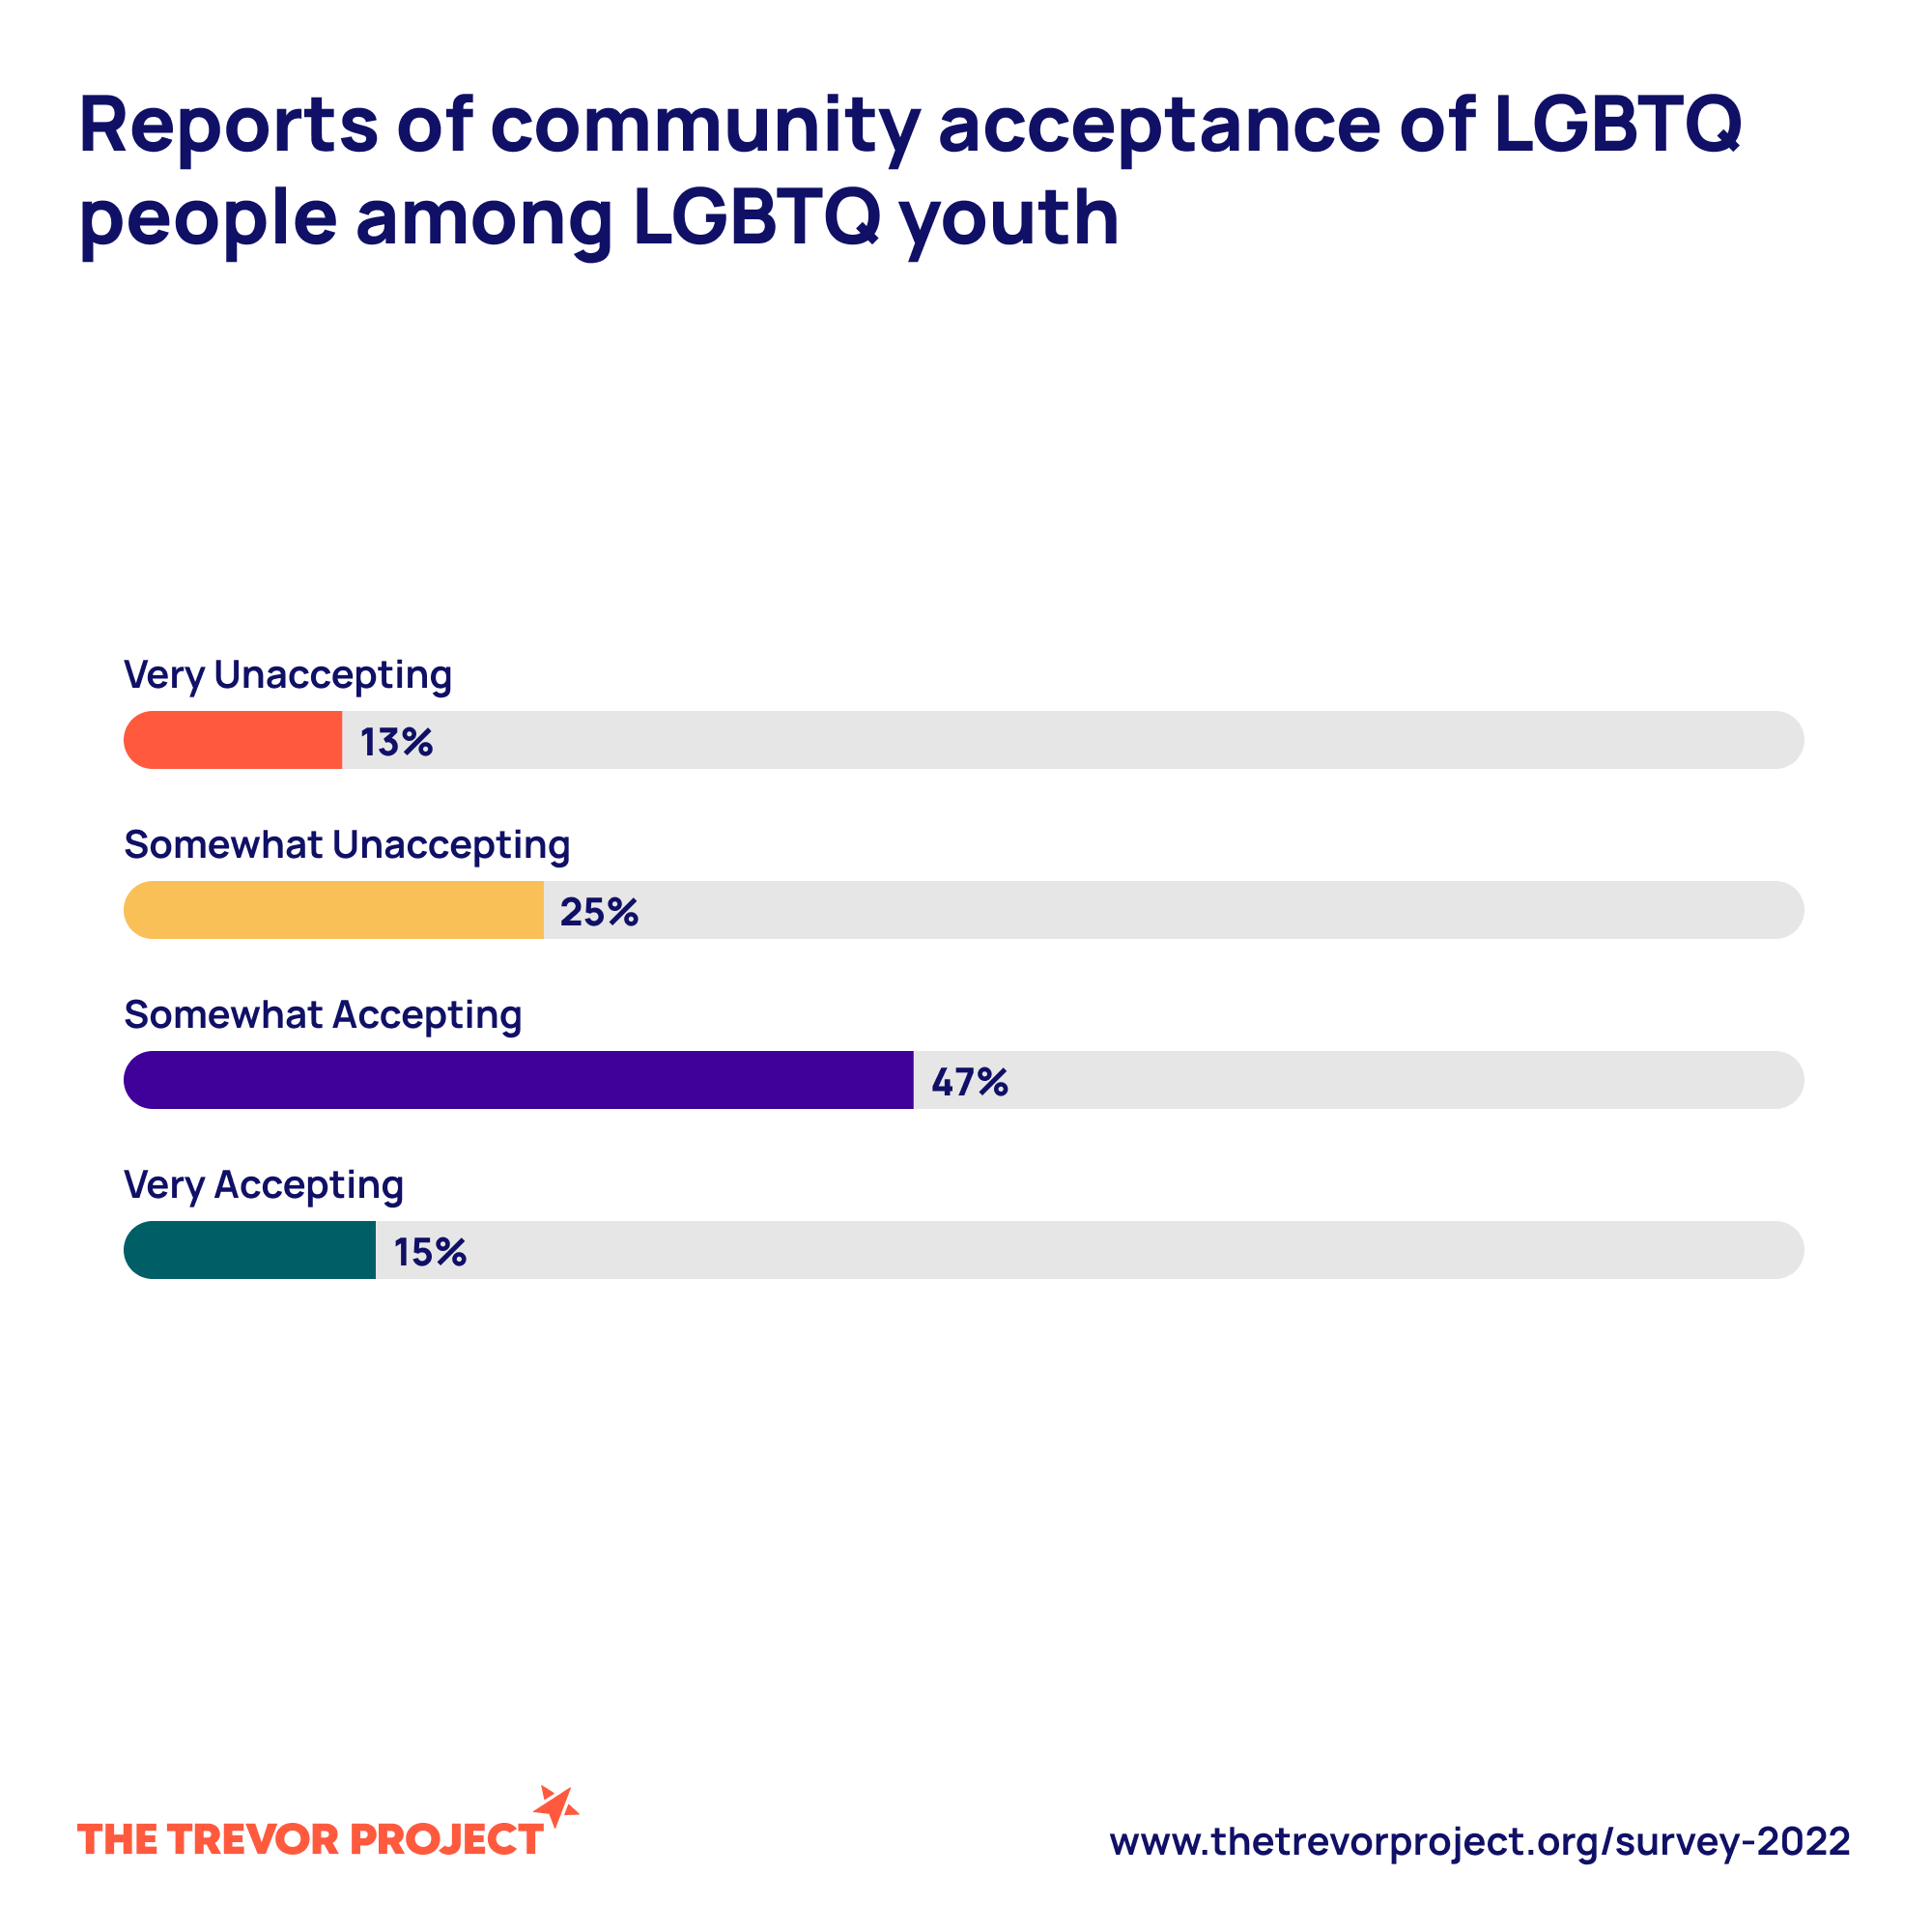 Reports of community acceptance of LGBTQ
people among LGBTQ youth
Very Unaccepting
13%
Somewhat Unaccepting
25%
Somewhat Accepting
47%
Very Accepting
15%
THE TREVOR PROJECT
www.thetrevorproject.org/survey-2022